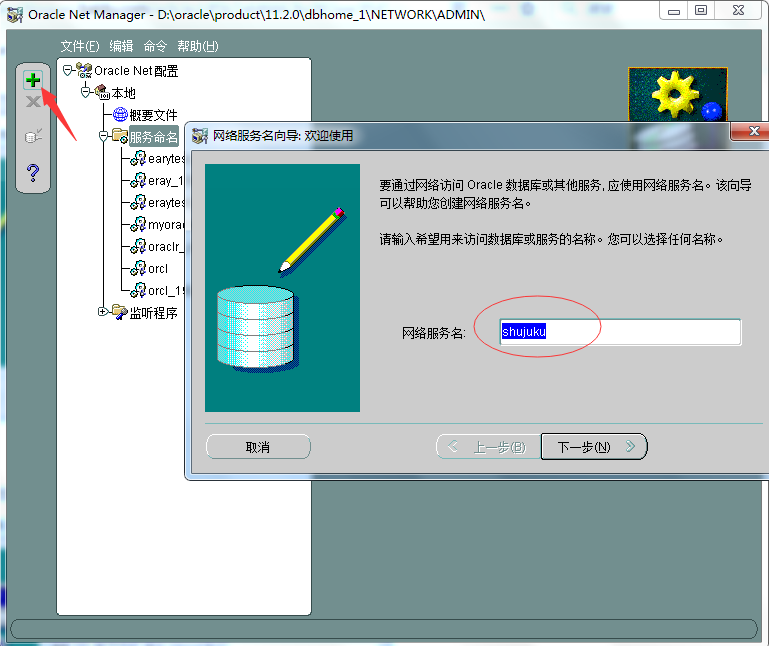 Oracle Net Manager - D:\oracle\product\11.2.0\dbhome_1\NETWORK\ADMIN\
文件(F) 编辑 命令 帮助(H)
Oracle Net 配置
本地
概要文件
服务命名
earytes
eray_1
eraytes
myorac
oraclr_
orcl
orcl_19
监听程序
网络服务名向导: 欢迎使用
要通过网络访问 Oracle 数据库或其他服务, 应使用网络服务名。该向导
可以帮助您创建网络服务名。
请输入希望用来访问数据库或服务的名称。您可以选择任何名称。
网络服务名:
shujuku
取消
上一步(B)
下一步(N)